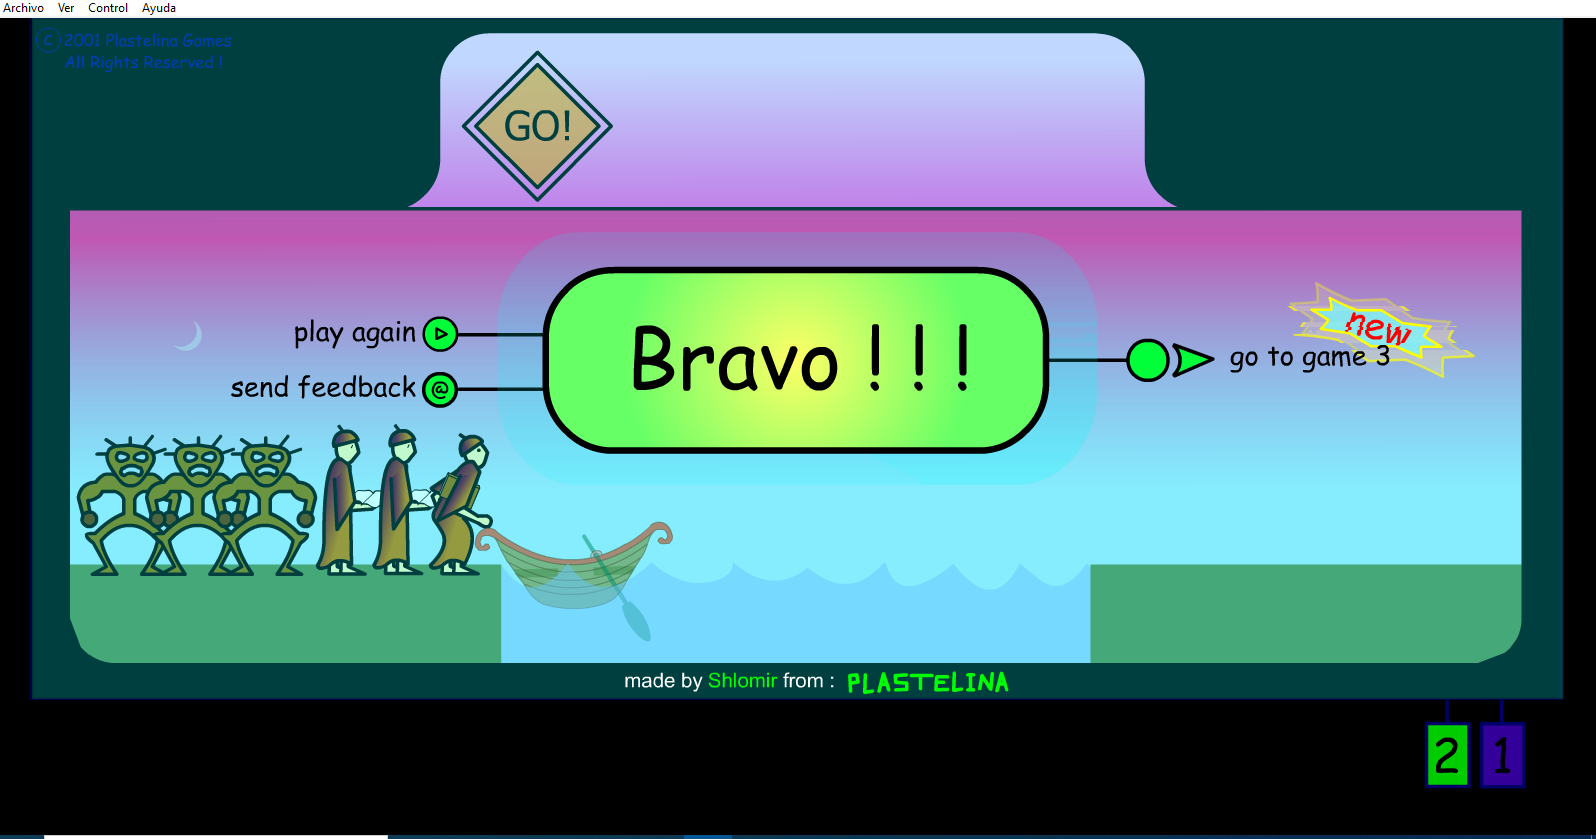 Archivo Ver Control Ayuda
© 2001 Plastelina Games
All Rights Reserved !
GO!
new
play again
Bravo ! ! !
go to game 3
send feedback
@
made by Shlomir from : PLASTELINA
2 1